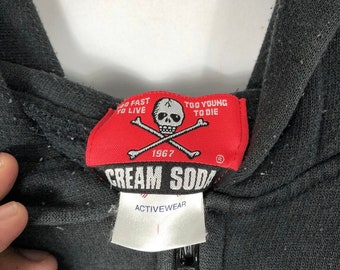 TOO FAST TOO YOUNG
TO LIVE TO DIE
1967
®
CREAM SODA
ACTIVEWEAR